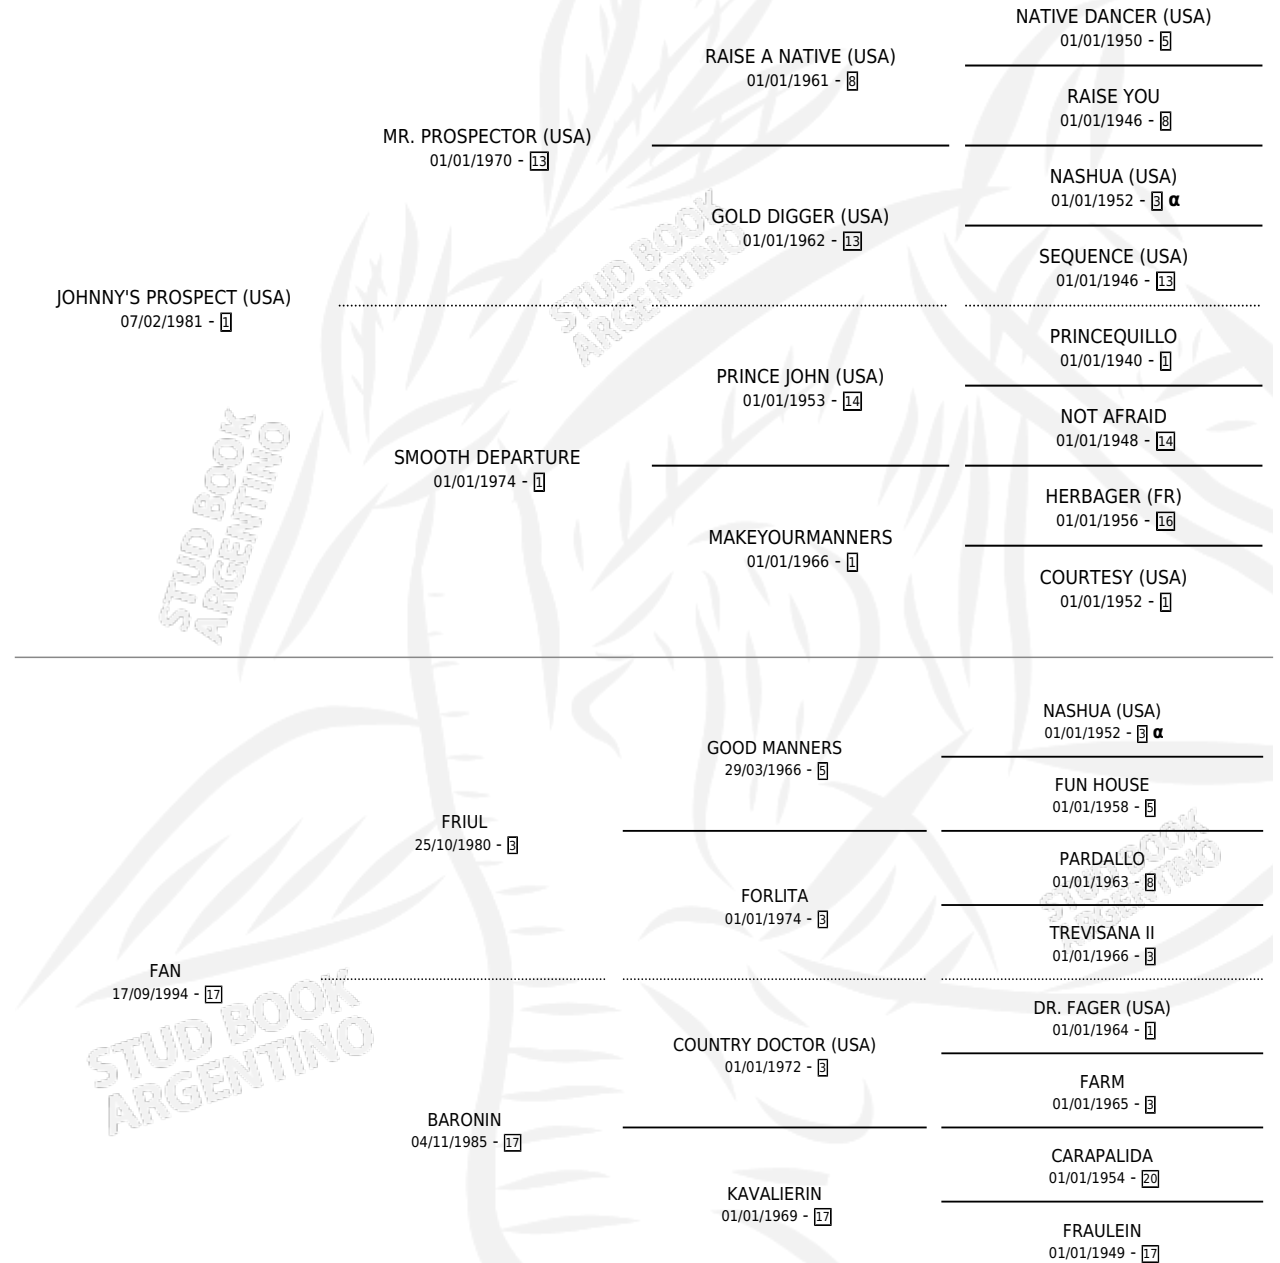 NATIVE DANCER (USA)
01/01/1950 - 5
RAISE A NATIVE (USA)
01/01/1961 - 8
RAISE YOU
01/01/1946 - 8
MR. PROSPECTOR (USA)
01/01/1970 - 13
NASHUA (USA)
01/01/1952 - 3 α
GOLD DIGGER (USA)
01/01/1962 - 13
SEQUENCE (USA)
01/01/1946 - 13
JOHNNY'S PROSPECT (USA)
07/02/1981 - 1
PRINCEQUILLO
01/01/1940 - 1
PRINCE JOHN (USA)
01/01/1953 - 14
NOT AFRAID
01/01/1948 - 14
SMOOTH DEPARTURE
01/01/1974 - 1
HERBAGER (FR)
01/01/1956 - 16
MAKEYOURMANNERS
01/01/1966 - 1
COURTESY (USA)
01/01/1952 - 1
NASHUA (USA)
01/01/1952 - 3 α
GOOD MANNERS
29/03/1966 - 5
FUN HOUSE
01/01/1958 - 5
FRIUL
25/10/1980 - 3
PARDALLO
01/01/1963 - 8
FORLITA
01/01/1974 - 3
TREVISANA II
01/01/1966 - 3
FAN
17/09/1994 - 17
DR. FAGER (USA)
01/01/1964 - 1
COUNTRY DOCTOR (USA)
01/01/1972 - 3
FARM
01/01/1965 - 3
BARONIN
04/11/1985 - 17
CARAPALIDA
01/01/1954 - 20
KAVALIERIN
01/01/1969 - 17
FRAULEIN
01/01/1949 - 17
STUD BOOK
ARGENTINO
STUD BOOK
ARGENTINO
STUD BOOK
ARGENTINO
STUD BOOK
ARGENTINO